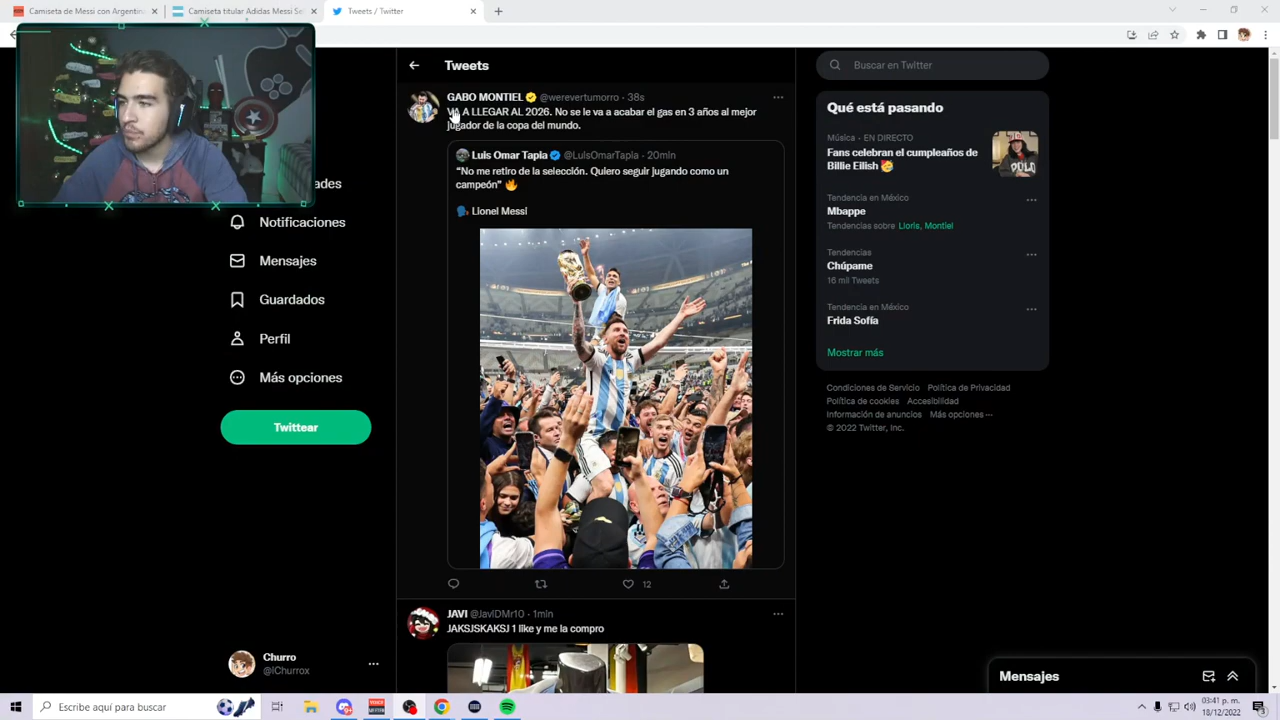 Camiseta de Messi con Argentin
Camiseta titular Adidas Messi Sel
Tweets / Twitter
Tweets
Buscar en Twitter
GABO MONTIEL @werevertumorro · 38s
VA A LLEGAR AL 2026. No se le va a acabar el gas en 3 años al mejor
jugador de la copa del mundo.
Luis Omar Tapia @LuisOmarTapia · 20min
“No me retiro de la selección. Quiero seguir jugando como un
campeón” 🔥
🗣 Lionel Messi
12
JAVI @JaviDMr10 · 1min
JAKSJSKAKSJ 1 like y me la compro
Notificaciones
Mensajes
Guardados
Perfil
Más opciones
Twittear
Churro
@IChurrox
Qué está pasando
Música · EN DIRECTO
Fans celebran el cumpleaños de
Billie Eilish 🥳
Tendencia en México
Mbappe
Tendencias sobre Lloris, Montiel
Tendencias
Chúpame
16 mil Tweets
Tendencia en México
Frida Sofía
Mostrar más
Condiciones de Servicio Política de Privacidad
Política de cookies Accesibilidad
Información de anuncios Más opciones ···
© 2022 Twitter, Inc.
Mensajes
Escribe aquí para buscar
03:41 p. m.
18/12/2022